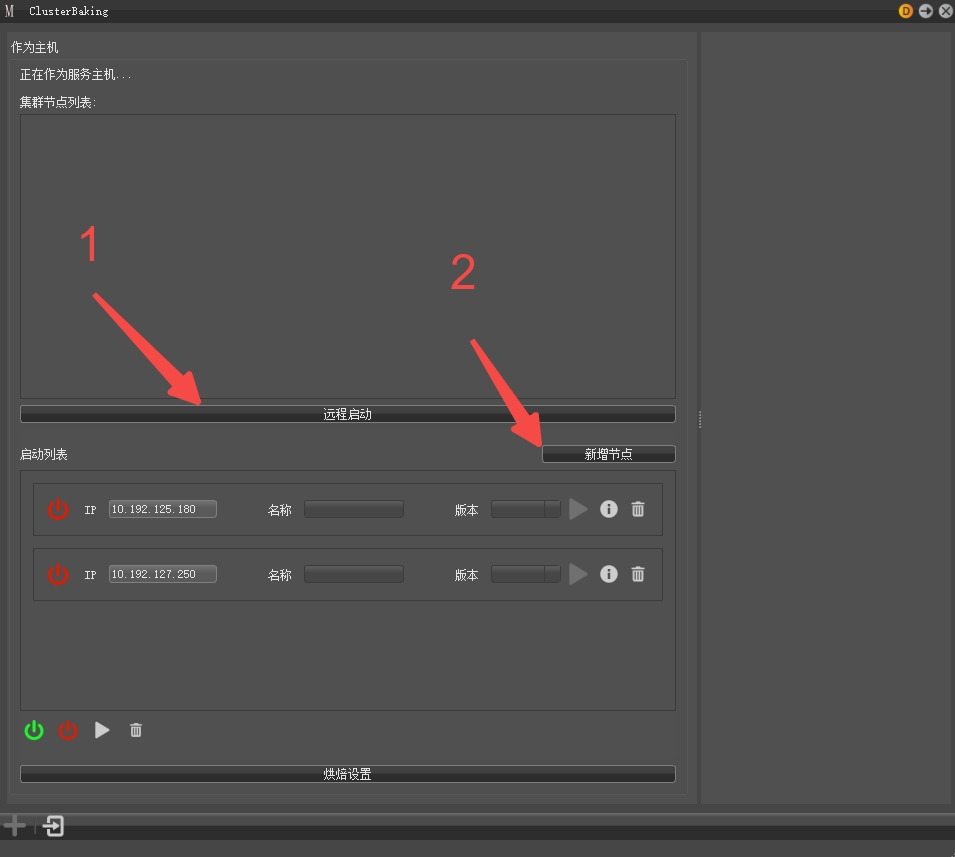 M ClusterBaking D
作为主机
正在作为服务主机...
集群节点列表:
1
2
远程启动
启动列表 新增节点
IP 10.192.125.180 名称 版本
IP 10.192.127.250 名称 版本
烘焙设置